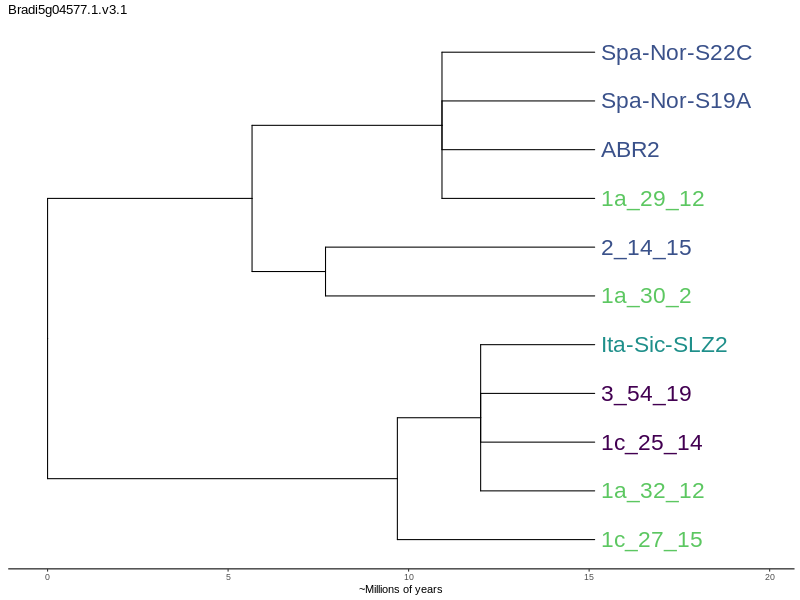 Bradi5g04577.1.v3.1
Spa-Nor-S22C
Spa-Nor-S19A
ABR2
1a_29_12
2_14_15
1a_30_2
Ita-Sic-SLZ2
3_54_19
1c_25_14
1a_32_12
1c_27_15
0 5 10 15 20
~Millions of years